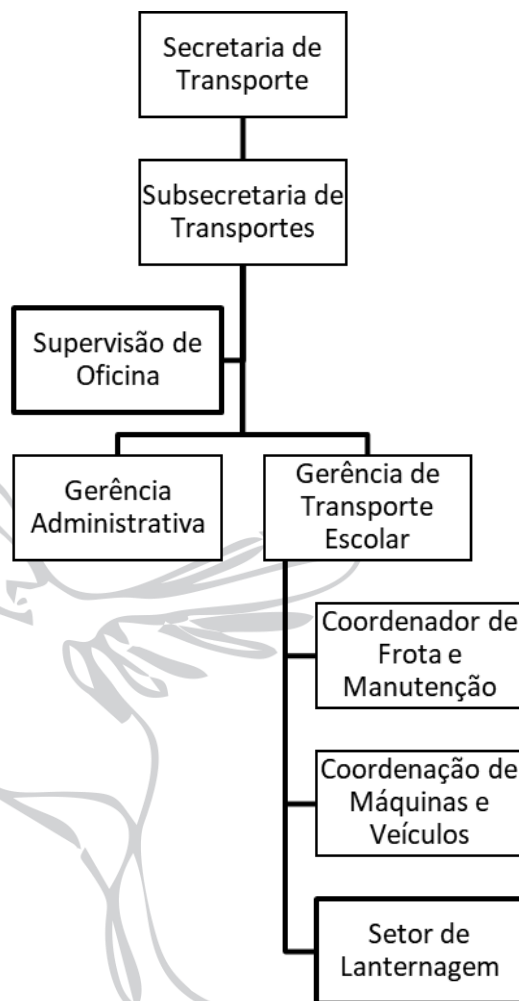 Secretaria de
Transporte
Subsecretaria de
Transportes
Supervisão de
Oficina
Gerência
Administrativa
Gerência de
Transporte
Escolar
Coordenador de
Frota e
Manutenção
Coordenação de
Máquinas e
Veículos
Setor de
Lanternagem